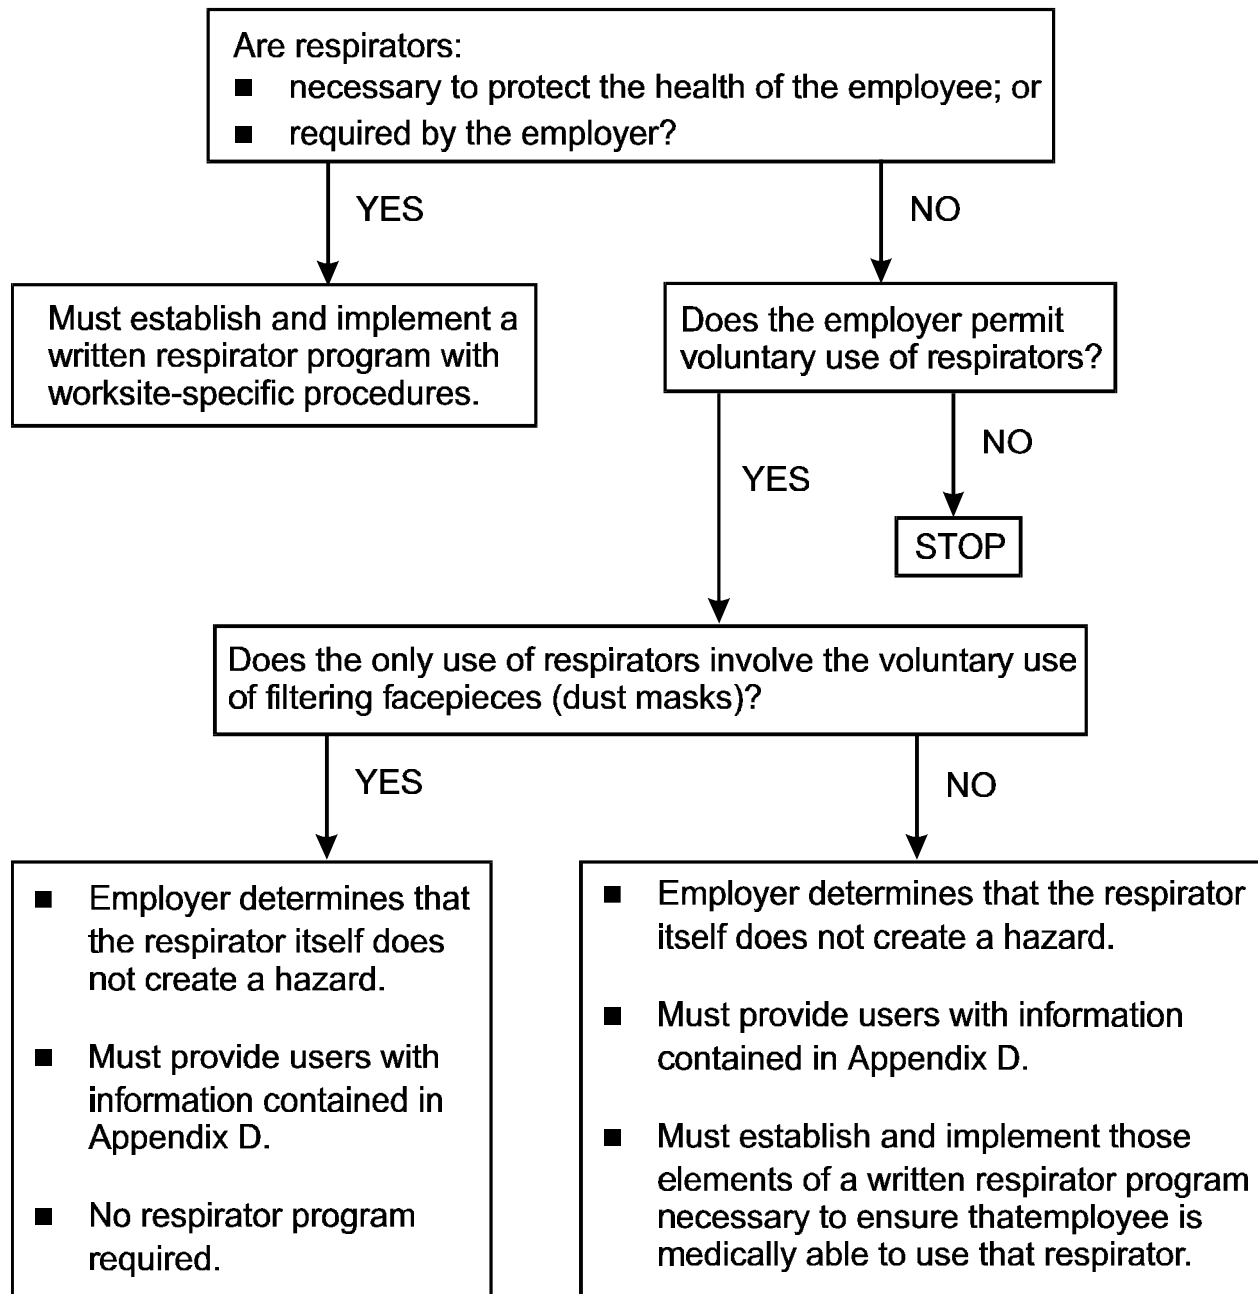 Are respirators:
■ necessary to protect the health of the employee; or
■ required by the employer?
YES
NO
Must establish and implement a
written respirator program with
worksite-specific procedures.
Does the employer permit
voluntary use of respirators?
YES
NO
STOP
Does the only use of respirators involve the voluntary use
of filtering facepieces (dust masks)?
YES
NO
■ Employer determines that
the respirator itself does
not create a hazard.
■ Must provide users with
information contained in
Appendix D.
■ No respirator program
required.
■ Employer determines that the respirator
itself does not create a hazard.
■ Must provide users with information
contained in Appendix D.
■ Must establish and implement those
elements of a written respirator program
necessary to ensure thatemployee is
medically able to use that respirator.